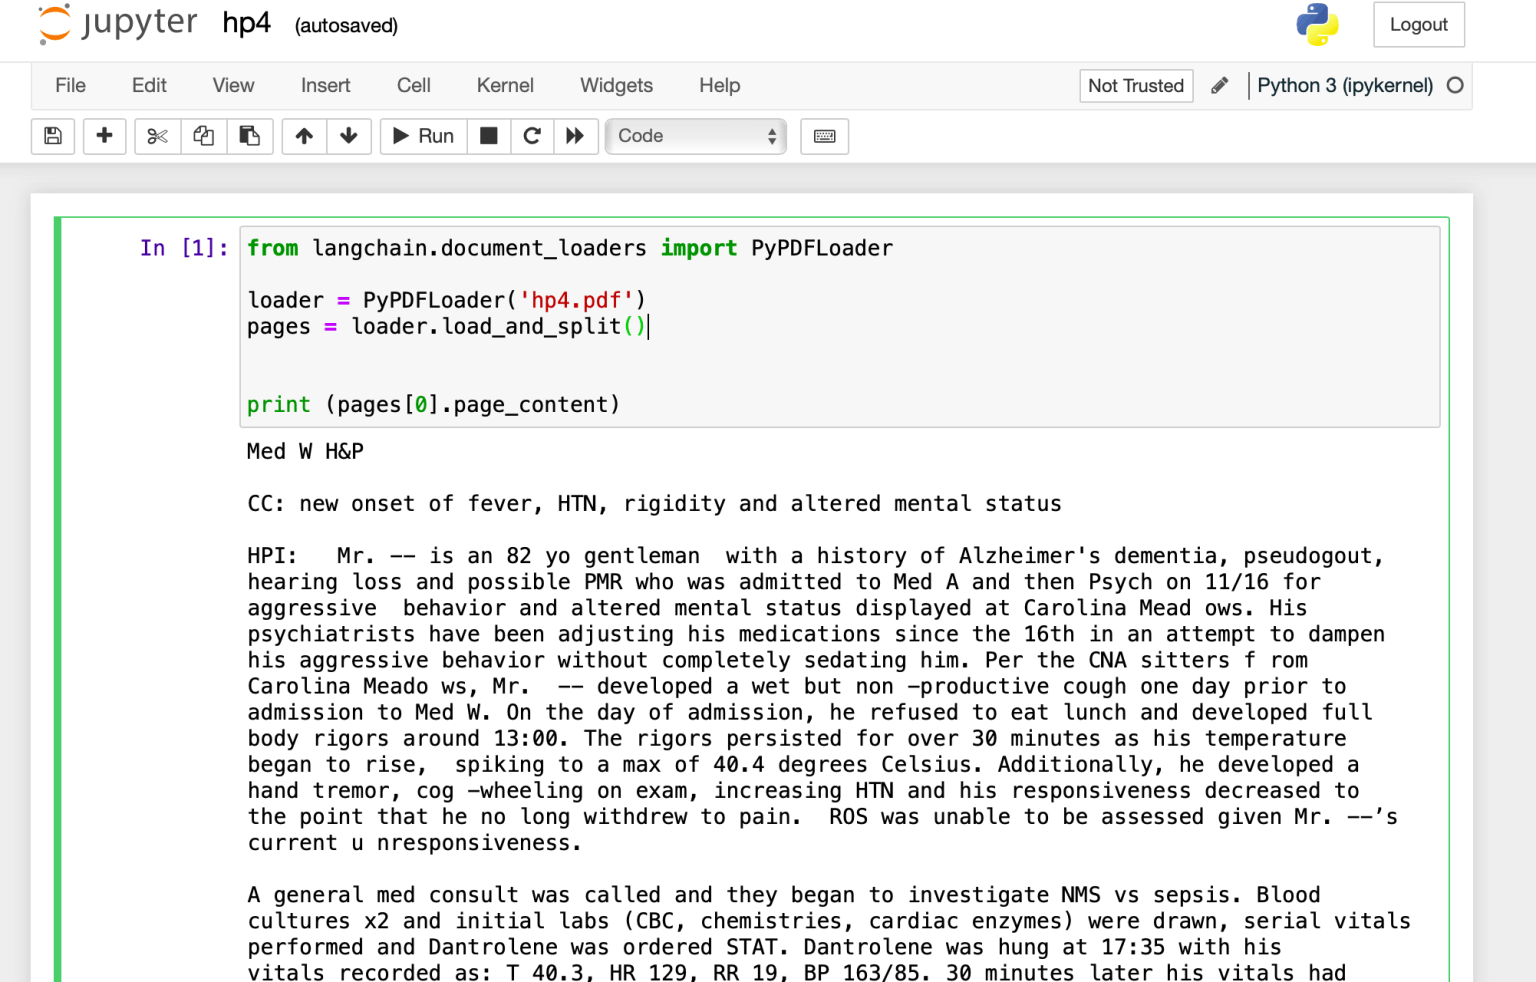 jupyter hp4 (autosaved)
Logout
File Edit View Insert Cell Kernel Widgets Help
Not Trusted
Python 3 (ipykernel)
Run
Code
In [1]:
from langchain.document_loaders import PyPDFLoader
loader = PyPDFLoader('hp4.pdf')
pages = loader.load_and_split()
print (pages[0].page_content)
Med W H&P
CC: new onset of fever, HTN, rigidity and altered mental status
HPI:   Mr. -- is an 82 yo gentleman  with a history of Alzheimer's dementia, pseudogout,
hearing loss and possible PMR who was admitted to Med A and then Psych on 11/16 for
aggressive  behavior and altered mental status displayed at Carolina Mead ows. His
psychiatrists have been adjusting his medications since the 16th in an attempt to dampen
his aggressive behavior without completely sedating him. Per the CNA sitters f rom
Carolina Meado ws, Mr.  -- developed a wet but non -productive cough one day prior to
admission to Med W. On the day of admission, he refused to eat lunch and developed full
body rigors around 13:00. The rigors persisted for over 30 minutes as his temperature
began to rise,  spiking to a max of 40.4 degrees Celsius. Additionally, he developed a
hand tremor, cog -wheeling on exam, increasing HTN and his responsiveness decreased to
the point that he no long withdrew to pain.  ROS was unable to be assessed given Mr. --’s
current u nresponsiveness.
A general med consult was called and they began to investigate NMS vs sepsis. Blood
cultures x2 and initial labs (CBC, chemistries, cardiac enzymes) were drawn, serial vitals
performed and Dantrolene was ordered STAT. Dantrolene was hung at 17:35 with his
vitals recorded as: T 40.3, HR 129, RR 19, BP 163/85. 30 minutes later his vitals had